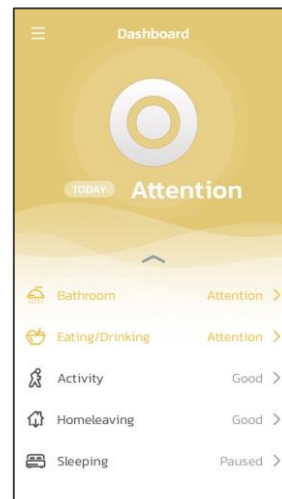 Dashboard
TODAY Attention
Bathroom Attention
Eating/Drinking Attention
Activity Good
Homeleaving Good
Sleeping Paused